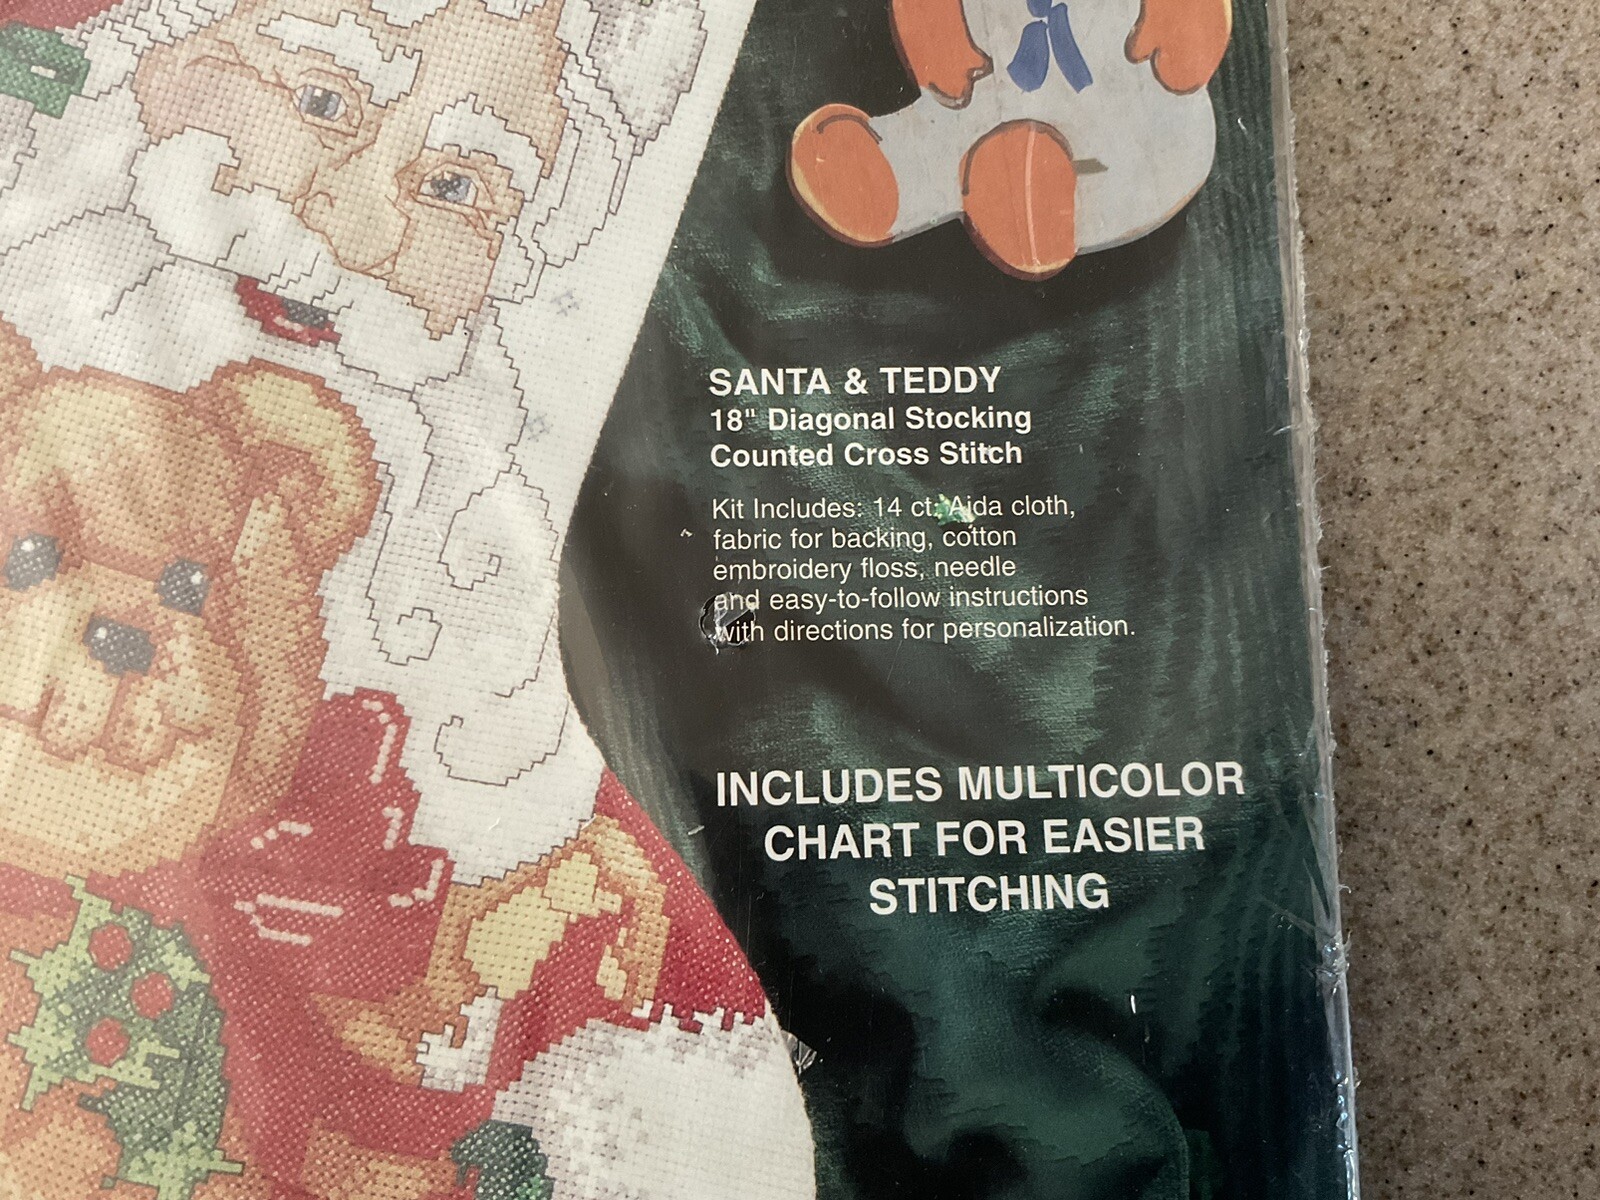 SANTA & TEDDY
18" Diagonal Stocking
Counted Cross Stitch
Kit Includes: 14 ct. Aida cloth,
fabric for backing, cotton
embroidery floss, needle
and easy-to-follow instructions
with directions for personalization.
INCLUDES MULTICOLOR
CHART FOR EASIER
STITCHING